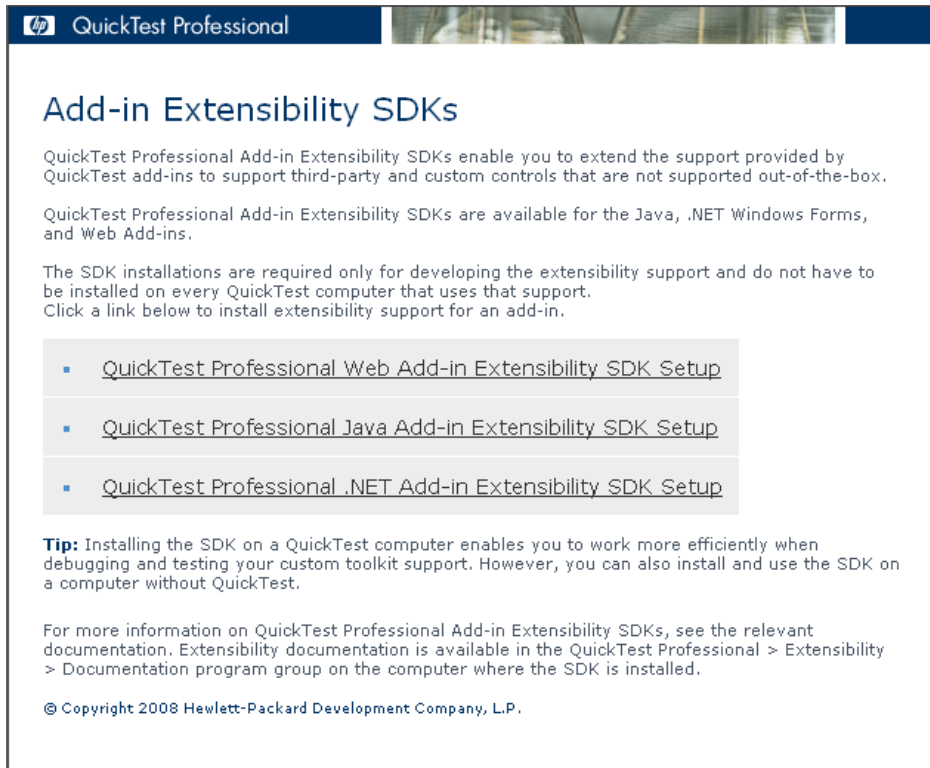 hp QuickTest Professional
Add-in Extensibility SDKs
QuickTest Professional Add-in Extensibility SDKs enable you to extend the support provided by
QuickTest add-ins to support third-party and custom controls that are not supported out-of-the-box.
QuickTest Professional Add-in Extensibility SDKs are available for the Java, .NET Windows Forms,
and Web Add-ins.
The SDK installations are required only for developing the extensibility support and do not have to
be installed on every QuickTest computer that uses that support.
Click a link below to install extensibility support for an add-in.
QuickTest Professional Web Add-in Extensibility SDK Setup
QuickTest Professional Java Add-in Extensibility SDK Setup
QuickTest Professional .NET Add-in Extensibility SDK Setup
Tip: Installing the SDK on a QuickTest computer enables you to work more efficiently when
debugging and testing your custom toolkit support. However, you can also install and use the SDK on
a computer without QuickTest.
For more information on QuickTest Professional Add-in Extensibility SDKs, see the relevant
documentation. Extensibility documentation is available in the QuickTest Professional > Extensibility
> Documentation program group on the computer where the SDK is installed.
© Copyright 2008 Hewlett-Packard Development Company, L.P.